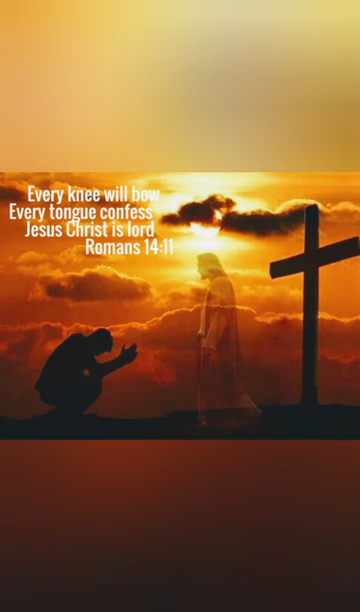 Every knee will bow
Every tongue confess
Jesus Christ is lord
Romans 14:11